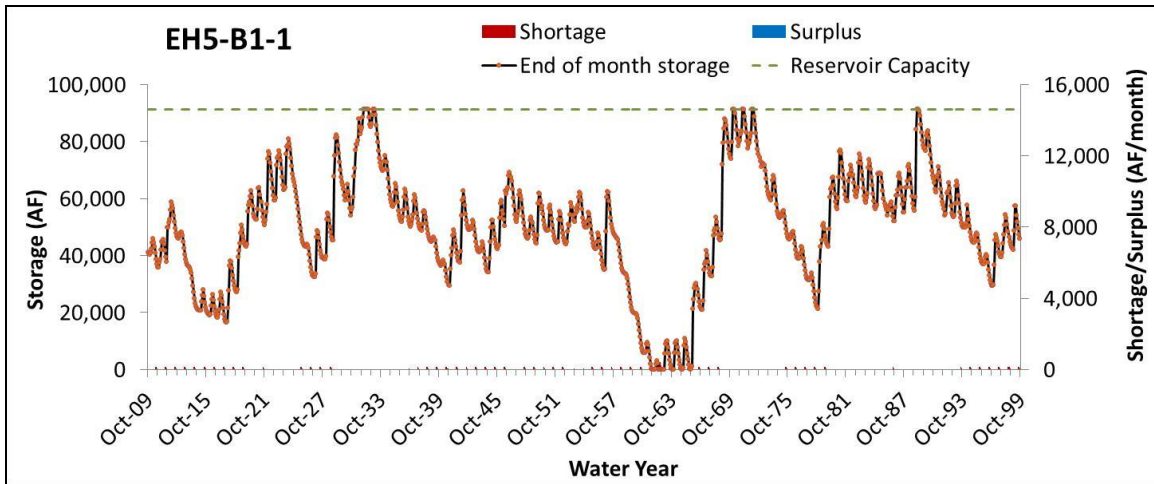 EH5-B1-1
Shortage
Surplus
End of month storage
Reservoir Capacity
100,000
80,000
60,000
40,000
20,000
0
Storage (AF)
16,000
12,000
8,000
4,000
0
Shortage/Surplus (AF/month)
Oct-09
Oct-15
Oct-21
Oct-27
Oct-33
Oct-39
Oct-45
Oct-51
Oct-57
Oct-63
Oct-69
Oct-75
Oct-81
Oct-87
Oct-93
Oct-99
Water Year